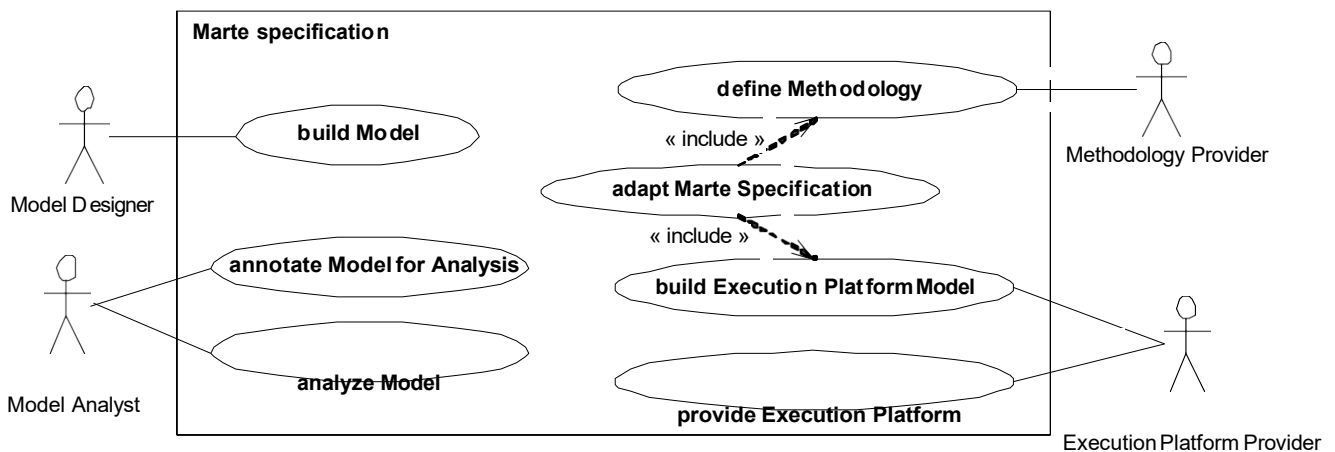 Marte specification
define Methodology
build Model
« include »
Methodology Provider
adapt Marte Specification
Model Designer
« include »
annotate Model for Analysis
build Execution Platform Model
analyze Model
Model Analyst
provide Execution Platform
Execution Platform Provider